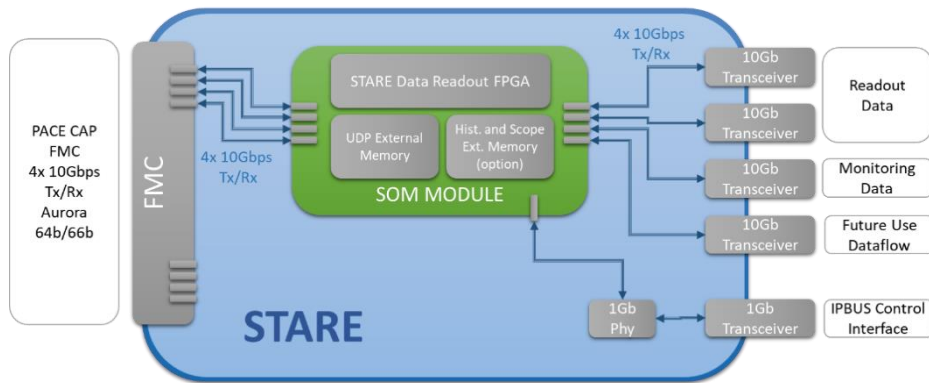 PACE CAP
FMC
4x 10Gbps
Tx/Rx
Aurora
64b/66b
FMC
4x 10Gbps
Tx/Rx
STARE Data Readout FPGA
UDP External
Memory
Hist. and Scope
Ext. Memory
(option)
SOM MODULE
4x 10Gbps
Tx/Rx
10Gb
Transceiver
10Gb
Transceiver
Readout
Data
10Gb
Transceiver
Monitoring
Data
10Gb
Transceiver
Future Use
Dataflow
STARE
1Gb
Phy
1Gb
Transceiver
IPBUS Control
Interface